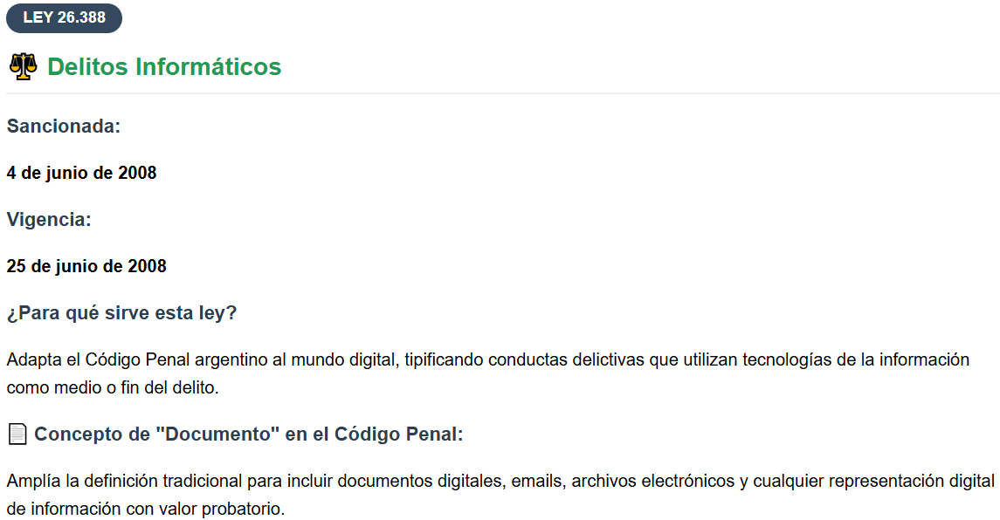 LEY 26.388
Delitos Informáticos
Sancionada:
4 de junio de 2008
Vigencia:
25 de junio de 2008
¿Para qué sirve esta ley?
Adapta el Código Penal argentino al mundo digital, tipificando conductas delictivas que utilizan tecnologías de la información
como medio o fin del delito.
Concepto de "Documento" en el Código Penal:
Amplía la definición tradicional para incluir documentos digitales, emails, archivos electrónicos y cualquier representación digital
de información con valor probatorio.